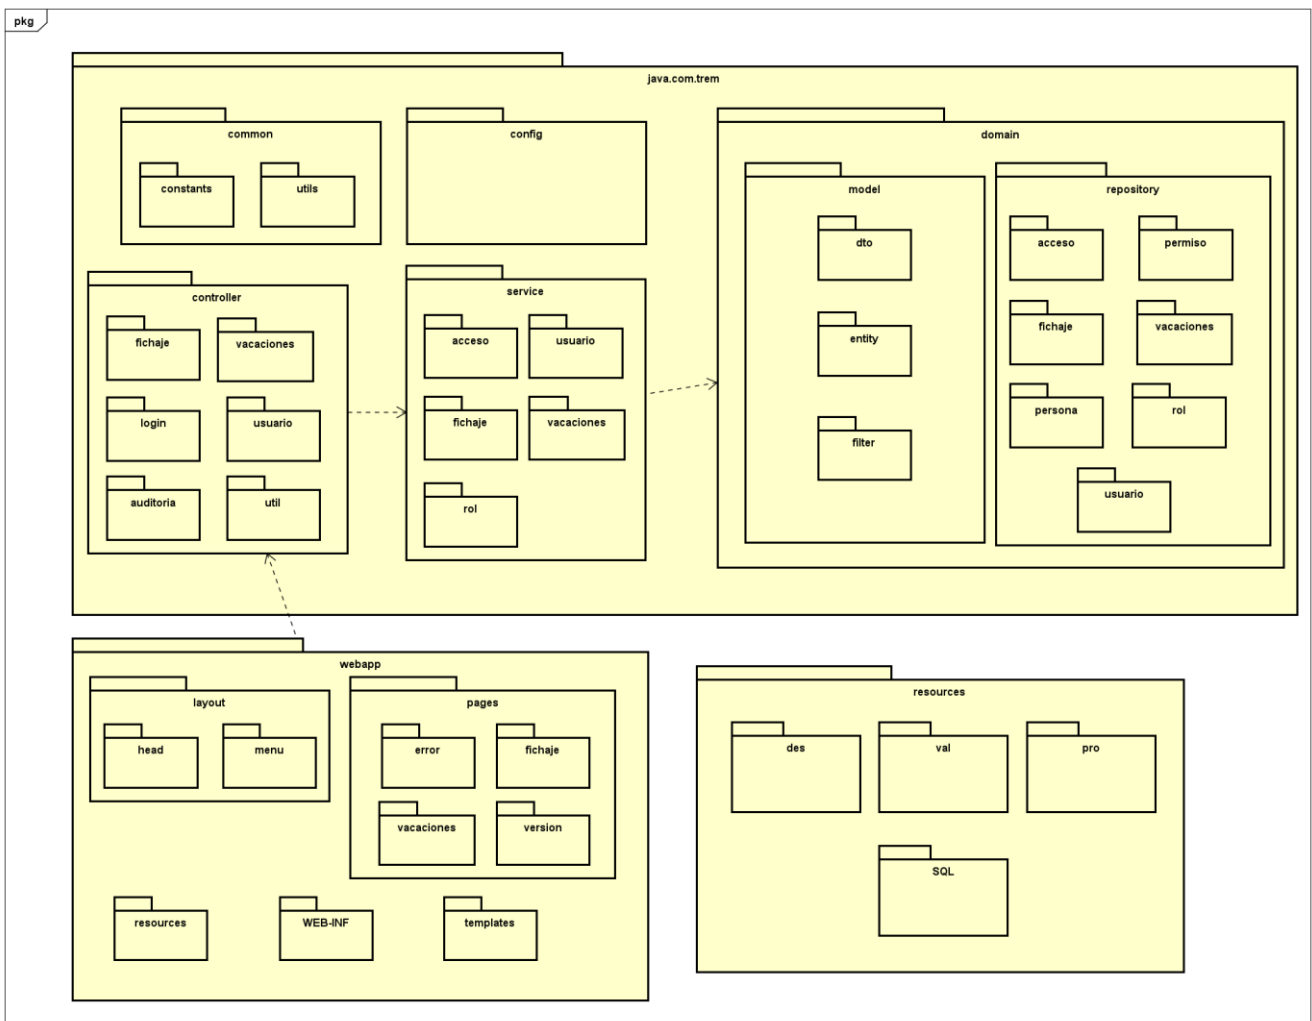 pkg
java.com.trem
common
constants
utils
config
domain
model
dto
entity
filter
repository
acceso
permiso
fichaje
vacaciones
persona
rol
usuario
controller
fichaje
vacaciones
login
usuario
auditoria
util
service
acceso
usuario
fichaje
vacaciones
rol
webapp
layout
head
menu
pages
error
fichaje
vacaciones
version
resources
WEB-INF
templates
resources
des
val
pro
SQL